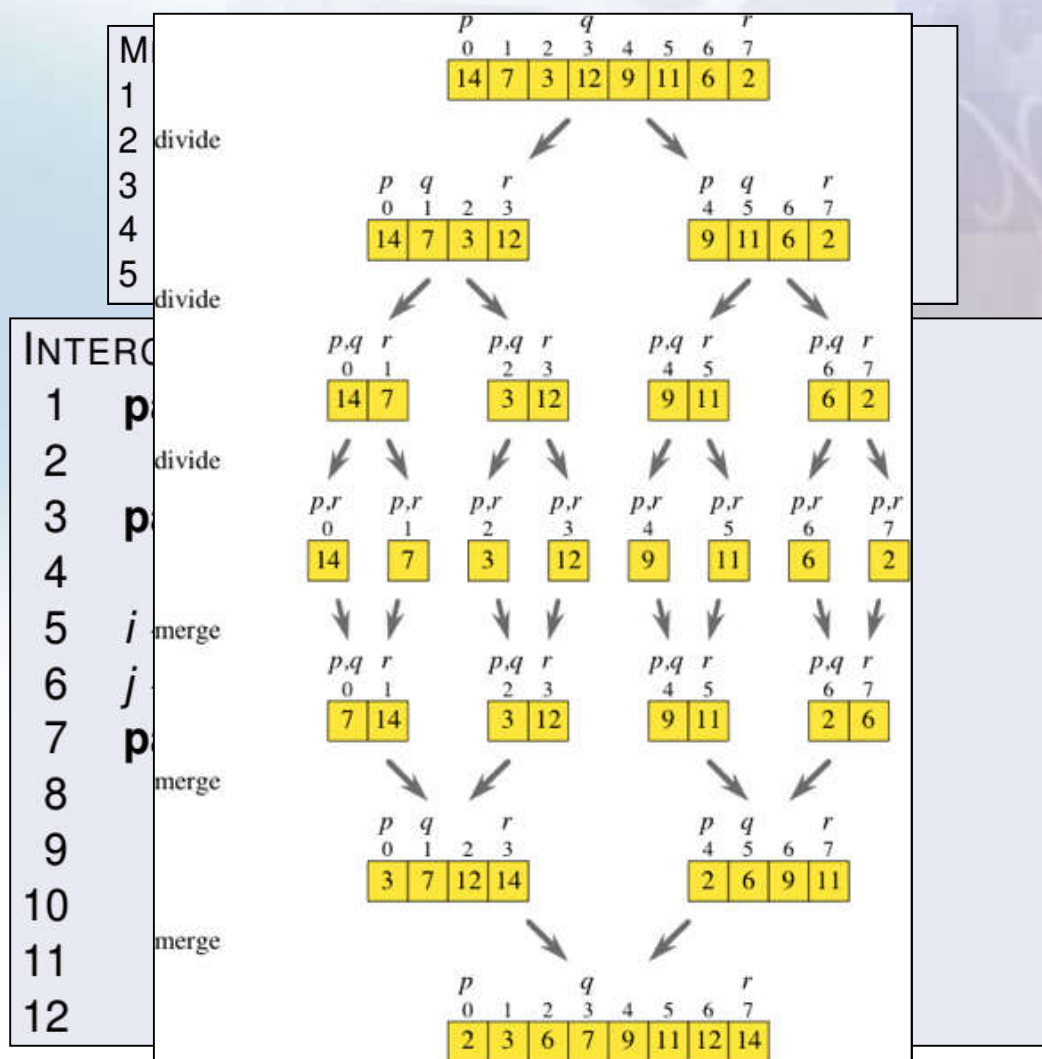 M
1
2
3
4
5
INTERC
1 pa
2
3 pa
4
5 i
6 j
7 pa
8
9
10
11
12
p q r
0 1 2 3 4 5 6 7
14 7 3 12 9 11 6 2
divide
p q r p q r
0 1 2 3 4 5 6 7
14 7 3 12 9 11 6 2
divide
p,q r p,q r p,q r p,q r
0 1 2 3 4 5 6 7
14 7 3 12 9 11 6 2
divide
p,r p,r p,r p,r p,r p,r p,r p,r
0 1 2 3 4 5 6 7
14 7 3 12 9 11 6 2
merge
p,q r p,q r p,q r p,q r
0 1 2 3 4 5 6 7
7 14 3 12 9 11 2 6
merge
p q r p q r
0 1 2 3 4 5 6 7
3 7 12 14 2 6 9 11
merge
p q r
0 1 2 3 4 5 6 7
2 3 6 7 9 11 12 14